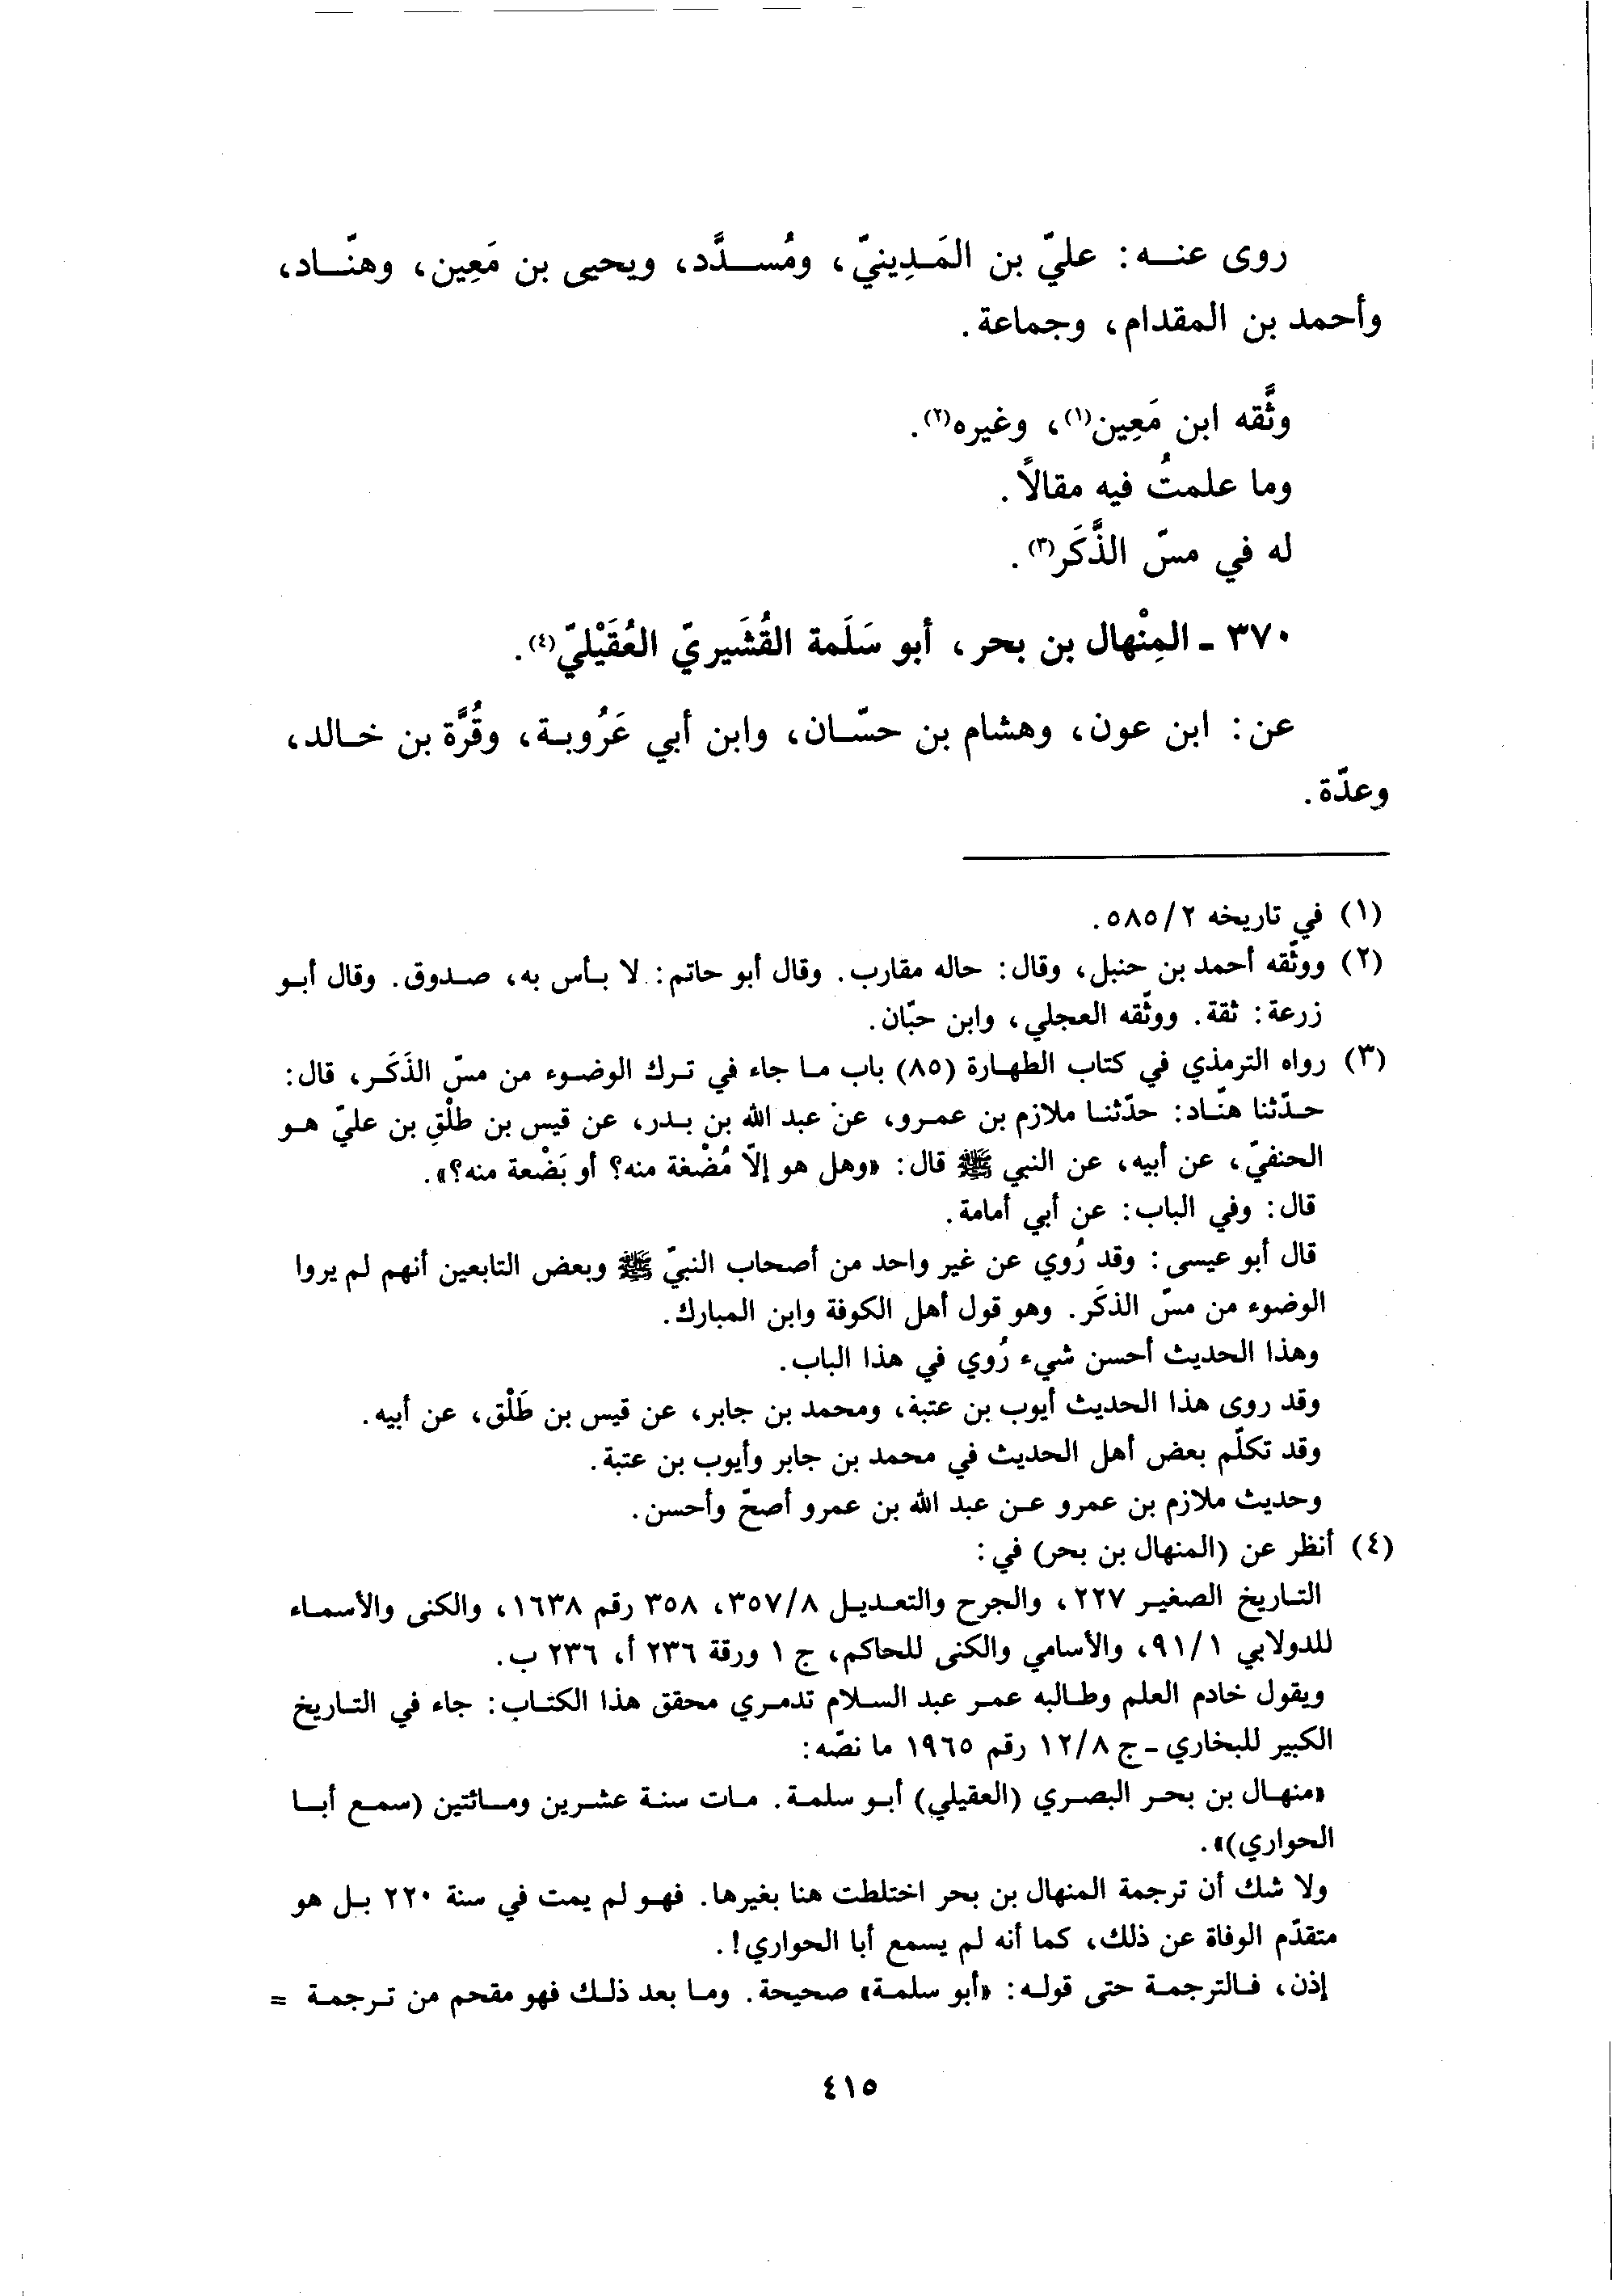 روى عنه: عليّ بن المَدِينيّ، ومُسدَّد، ويحيى بن مَعِين، وهنّاد،
وأحمد بن المقدام، وجماعة.
وثَّقه ابن مَعِين(١)، وغيره(٢).
وما علمتُ فيه مقالاً.
له في مسّ الذَّكَر(٣).
٣٧٠ - المِنْهال بن بحر، أبو سَلَمة القُشَيريّ العُقَيْليّ(٤).
عن: ابن عون، وهشام بن حسّان، وابن أبي عَرُوبة، وقُرَّة بن خالد،
وعدّة.
(١) في تاريخه ٥٨٥/٢.
(٢) ووثّقه أحمد بن حنبل، وقال: حاله مقارب. وقال أبو حاتم: لا بأس به، صدوق. وقال أبو
زرعة: ثقة. ووثّقه العجلي، وابن حبّان.
(٣) رواه الترمذي في كتاب الطهارة (٨٥) باب ما جاء في ترك الوضوء من مسّ الذَكَر، قال:
حدّثنا هنّاد: حدّثنا ملازم بن عمرو، عن عبد الله بن بدر، عن قيس بن طلْقِ بن عليّ هو
الحنفيّ، عن أبيه، عن النبي ﷺ قال: «وهل هو إلاّ مُضْغة منه؟ أو بَضْعة منه؟».
قال: وفي الباب: عن أبي أمامة.
قال أبو عيسى: وقد رُوي عن غير واحد من أصحاب النبيّ ﷺ وبعض التابعين أنهم لم يروا
الوضوء من مسّ الذكَر. وهو قول أهل الكوفة وابن المبارك.
وهذا الحديث أحسن شيء رُوي في هذا الباب.
وقد روى هذا الحديث أيوب بن عتبة، ومحمد بن جابر، عن قيس بن طَلْق، عن أبيه.
وقد تكلّم بعض أهل الحديث في محمد بن جابر وأيوب بن عتبة.
وحديث ملازم بن عمرو عن عبد الله بن عمرو أصحّ وأحسن.
(٤) أنظر عن (المنهال بن بحر) في:
التاريخ الصغير ٢٢٧، والجرح والتعديل ٣٥٧/٨، ٣٥٨ رقم ١٦٣٨، والكنى والأسماء
للدولابي ٩١/١، والأسامي والكنى للحاكم، ج ١ ورقة ٢٣٦ أ، ٢٣٦ ب.
ويقول خادم العلم وطالبه عمر عبد السلام تدمري محقق هذا الكتاب: جاء في التاريخ
الكبير للبخاري - ج ١٢/٨ رقم ١٩٦٥ ما نصّه:
«منهال بن بحر البصري (العقيلي) أبو سلمة. مات سنة عشرين ومائتين (سمع أبا
الحواري)».
ولا شك أن ترجمة المنهال بن بحر اختلطت هنا بغيرها. فهو لم يمت في سنة ٢٢٠ بل هو
متقدّم الوفاة عن ذلك، كما أنه لم يسمع أبا الحواري!.
إذن، فالترجمة حتى قوله: «أبو سلمة» صحيحة. وما بعد ذلك فهو مقحم من ترجمة =
٤١٥